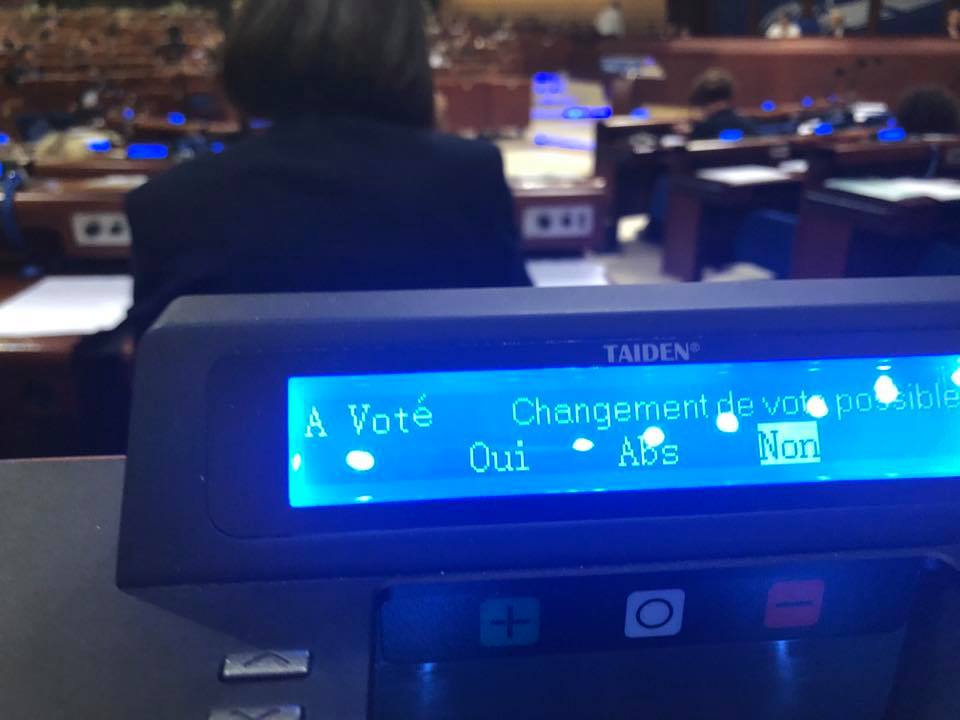 TAIDEN®
A Voté Changement de vote possible
Oui Abs Non